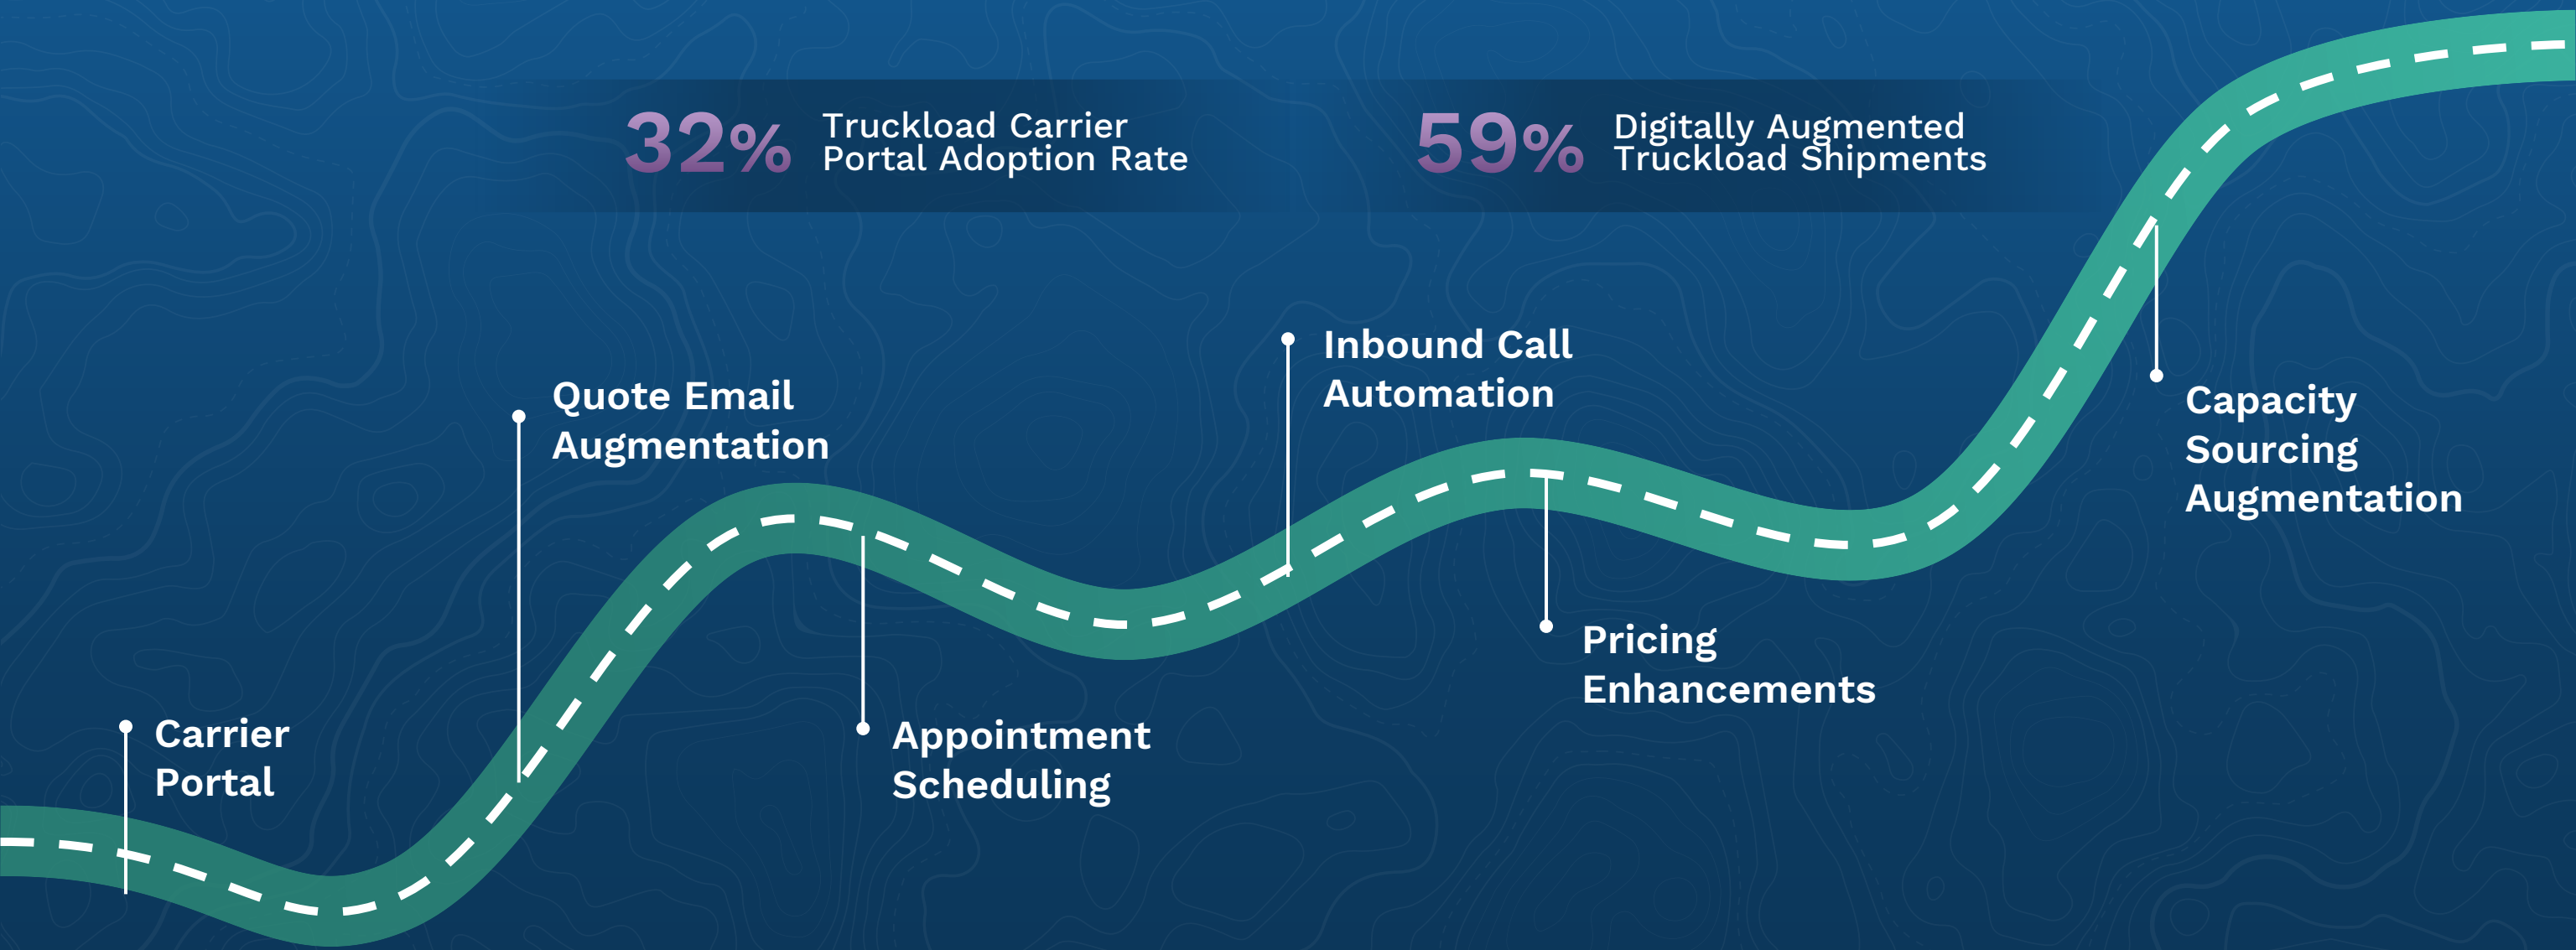 32% Truckload Carrier
Portal Adoption Rate
59% Digitally Augmented
Truckload Shipments
Carrier
Portal
Quote Email
Augmentation
Appointment
Scheduling
Inbound Call
Automation
Pricing
Enhancements
Capacity
Sourcing
Augmentation